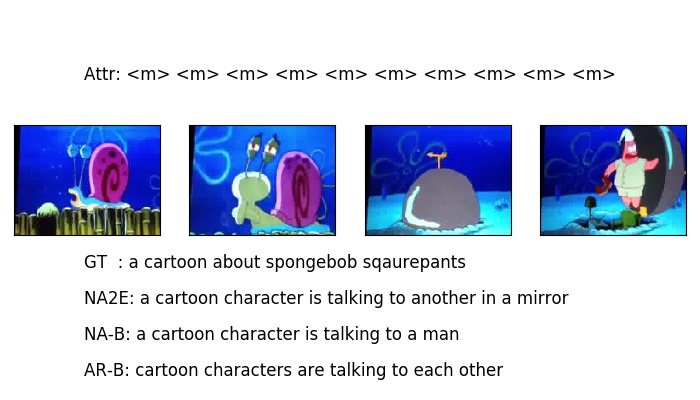 Attr: <m> <m> <m> <m> <m> <m> <m> <m> <m> <m>
GT : a cartoon about spongebob sqaurepants
NA2E: a cartoon character is talking to another in a mirror
NA-B: a cartoon character is talking to a man
AR-B: cartoon characters are talking to each other